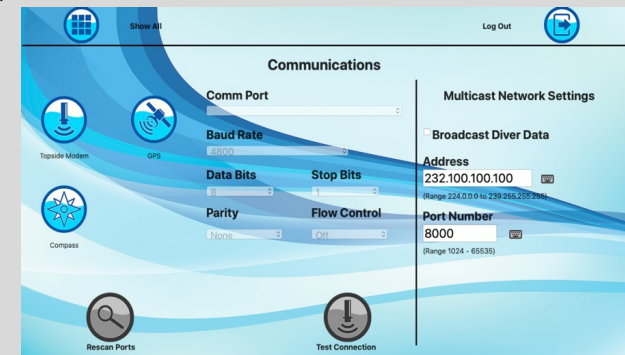 Show All
Log Out
Communications
Topside Modem
GPS
Compass
Comm Port
Baud Rate
4800
Data Bits
Stop Bits
8
1
Parity
Flow Control
None
Off
Multicast Network Settings
Broadcast Diver Data
Address
232.100.100.100
(Range 224.0.0.0 to 239.255.255.255)
Port Number
8000
(Range 1024 - 65535)
Rescan Ports
Test Connection